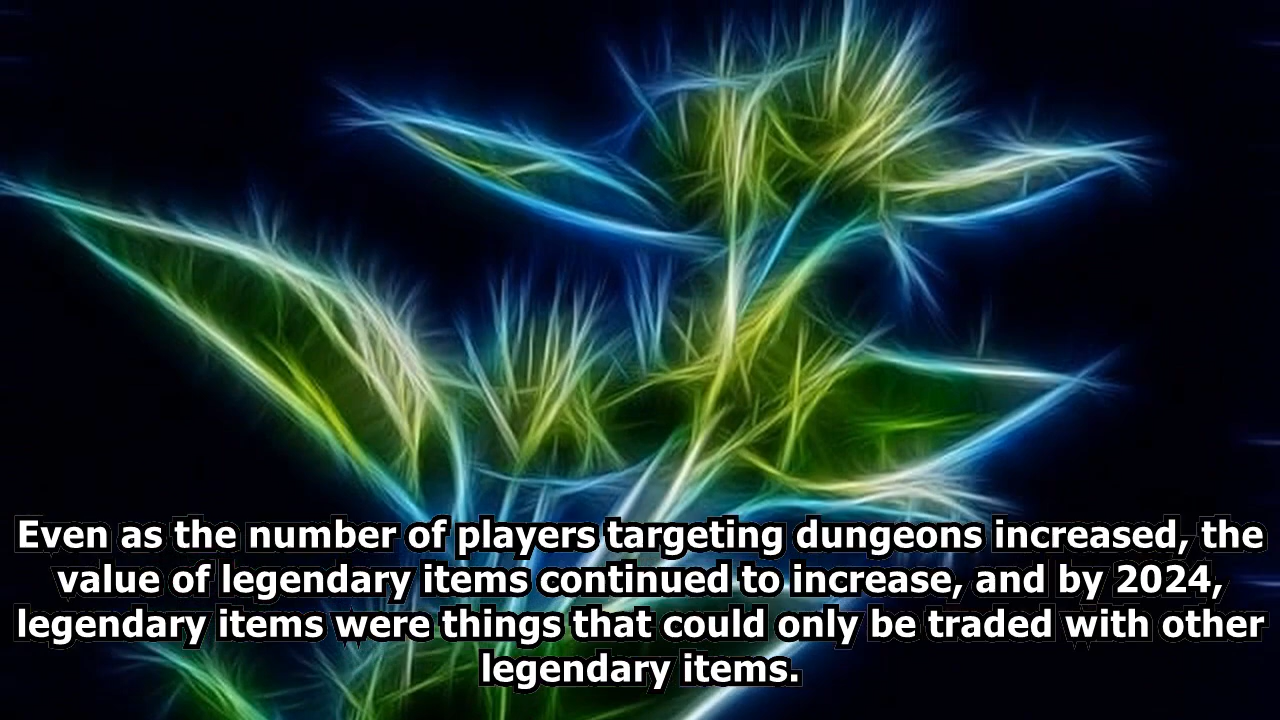 Even as the number of players targeting dungeons increased, the
value of legendary items continued to increase, and by 2024,
legendary items were things that could only be traded with other
legendary items.